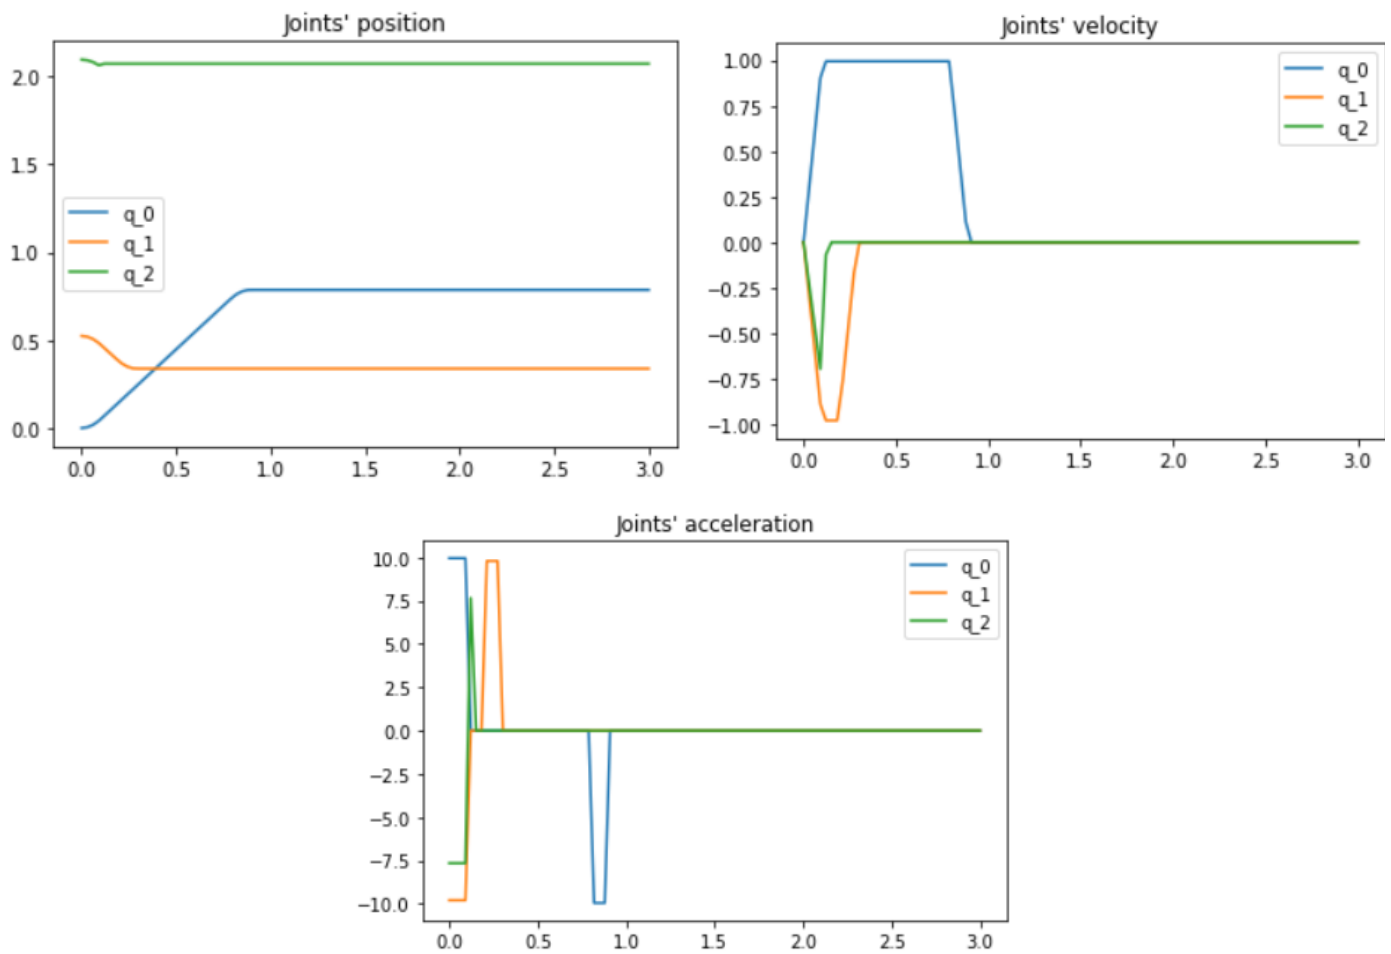 Joints' position
2.0
1.5
1.0
0.5
0.0
q_0
q_1
q_2
0.0 0.5 1.0 1.5 2.0 2.5 3.0
Joints' velocity
1.00
0.75
0.50
0.25
0.00
−0.25
−0.50
−0.75
−1.00
q_0
q_1
q_2
0.0 0.5 1.0 1.5 2.0 2.5 3.0
Joints' acceleration
10.0
7.5
5.0
2.5
0.0
−2.5
−5.0
−7.5
−10.0
q_0
q_1
q_2
0.0 0.5 1.0 1.5 2.0 2.5 3.0